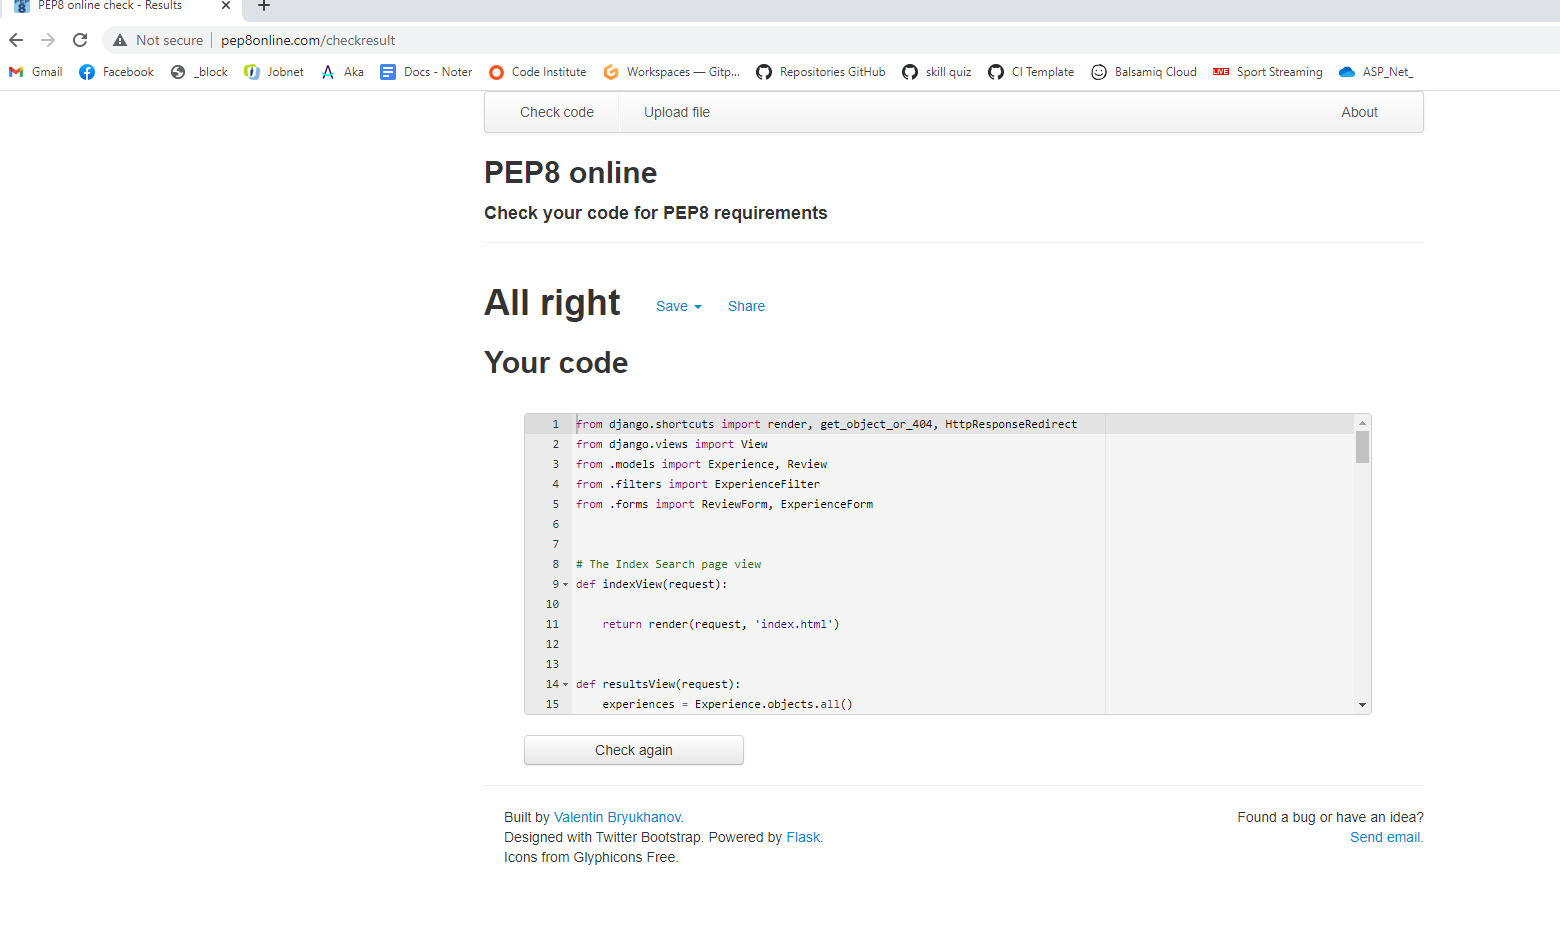 PEP8 online check - Results
Not secure pep8online.com/checkresult
Gmail Facebook _block Jobnet Aka Docs - Noter Code Institute Workspaces — Gitp... Repositories GitHub skill quiz CI Template Balsamiq Cloud LIVE Sport Streaming ASP_Net_
Check code Upload file About
PEP8 online
Check your code for PEP8 requirements
All right Save Share
Your code
1 from django.shortcuts import render, get_object_or_404, HttpResponseRedirect
2 from django.views import View
3 from .models import Experience, Review
4 from .filters import ExperienceFilter
5 from .forms import ReviewForm, ExperienceForm
6
7
8 # The Index Search page view
9 def indexView(request):
10
11 return render(request, 'index.html')
12
13
14 def resultsView(request):
15 experiences = Experience.objects.all()
Check again
Built by Valentin Bryukhanov.
Designed with Twitter Bootstrap. Powered by Flask.
Icons from Glyphicons Free.
Found a bug or have an idea?
Send email.